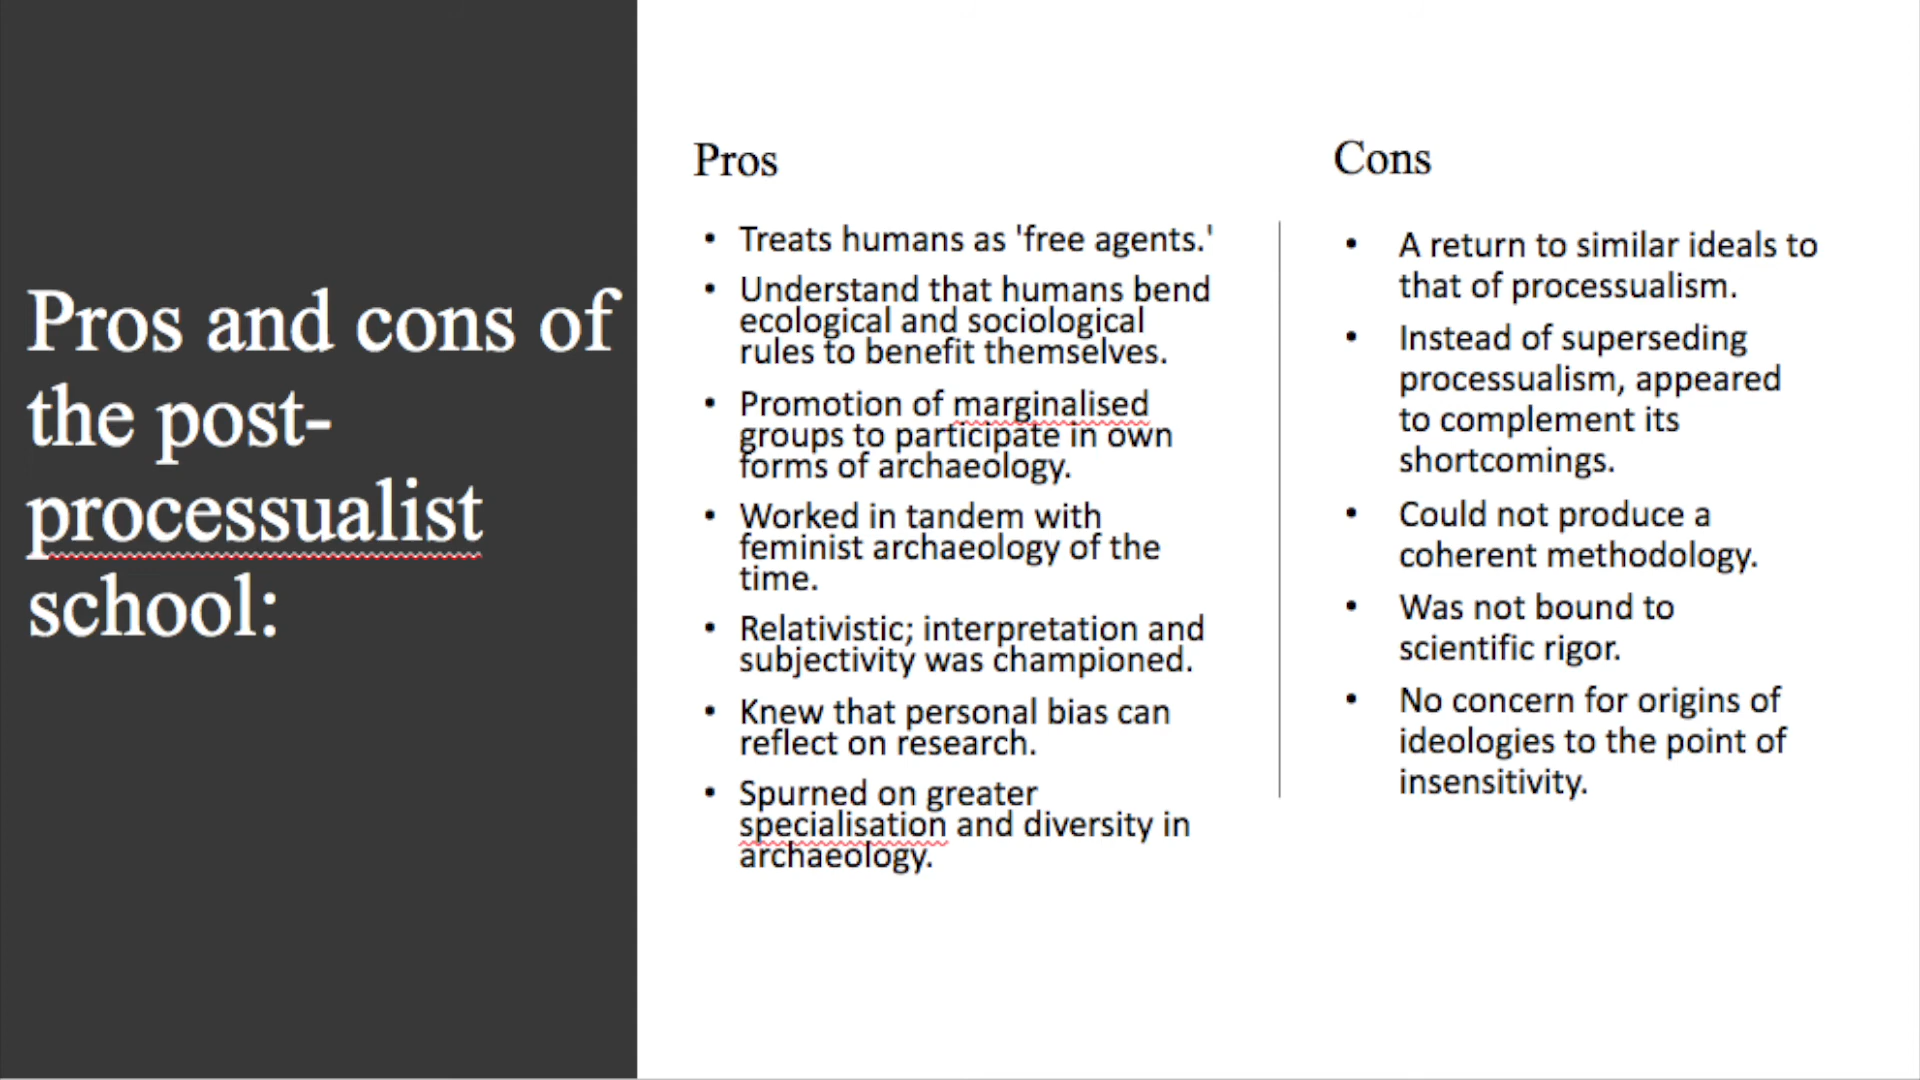 Pros and cons of
the post-
processualist
school:
Pros
• Treats humans as 'free agents.'
• Understand that humans bend
ecological and sociological
rules to benefit themselves.
• Promotion of marginalised
groups to participate in own
forms of archaeology.
• Worked in tandem with
feminist archaeology of the
time.
• Relativistic; interpretation and
subjectivity was championed.
• Knew that personal bias can
reflect on research.
• Spurned on greater
specialisation and diversity in
archaeology.
Cons
• A return to similar ideals to
that of processualism.
• Instead of superseding
processualism, appeared
to complement its
shortcomings.
• Could not produce a
coherent methodology.
• Was not bound to
scientific rigor.
• No concern for origins of
ideologies to the point of
insensitivity.